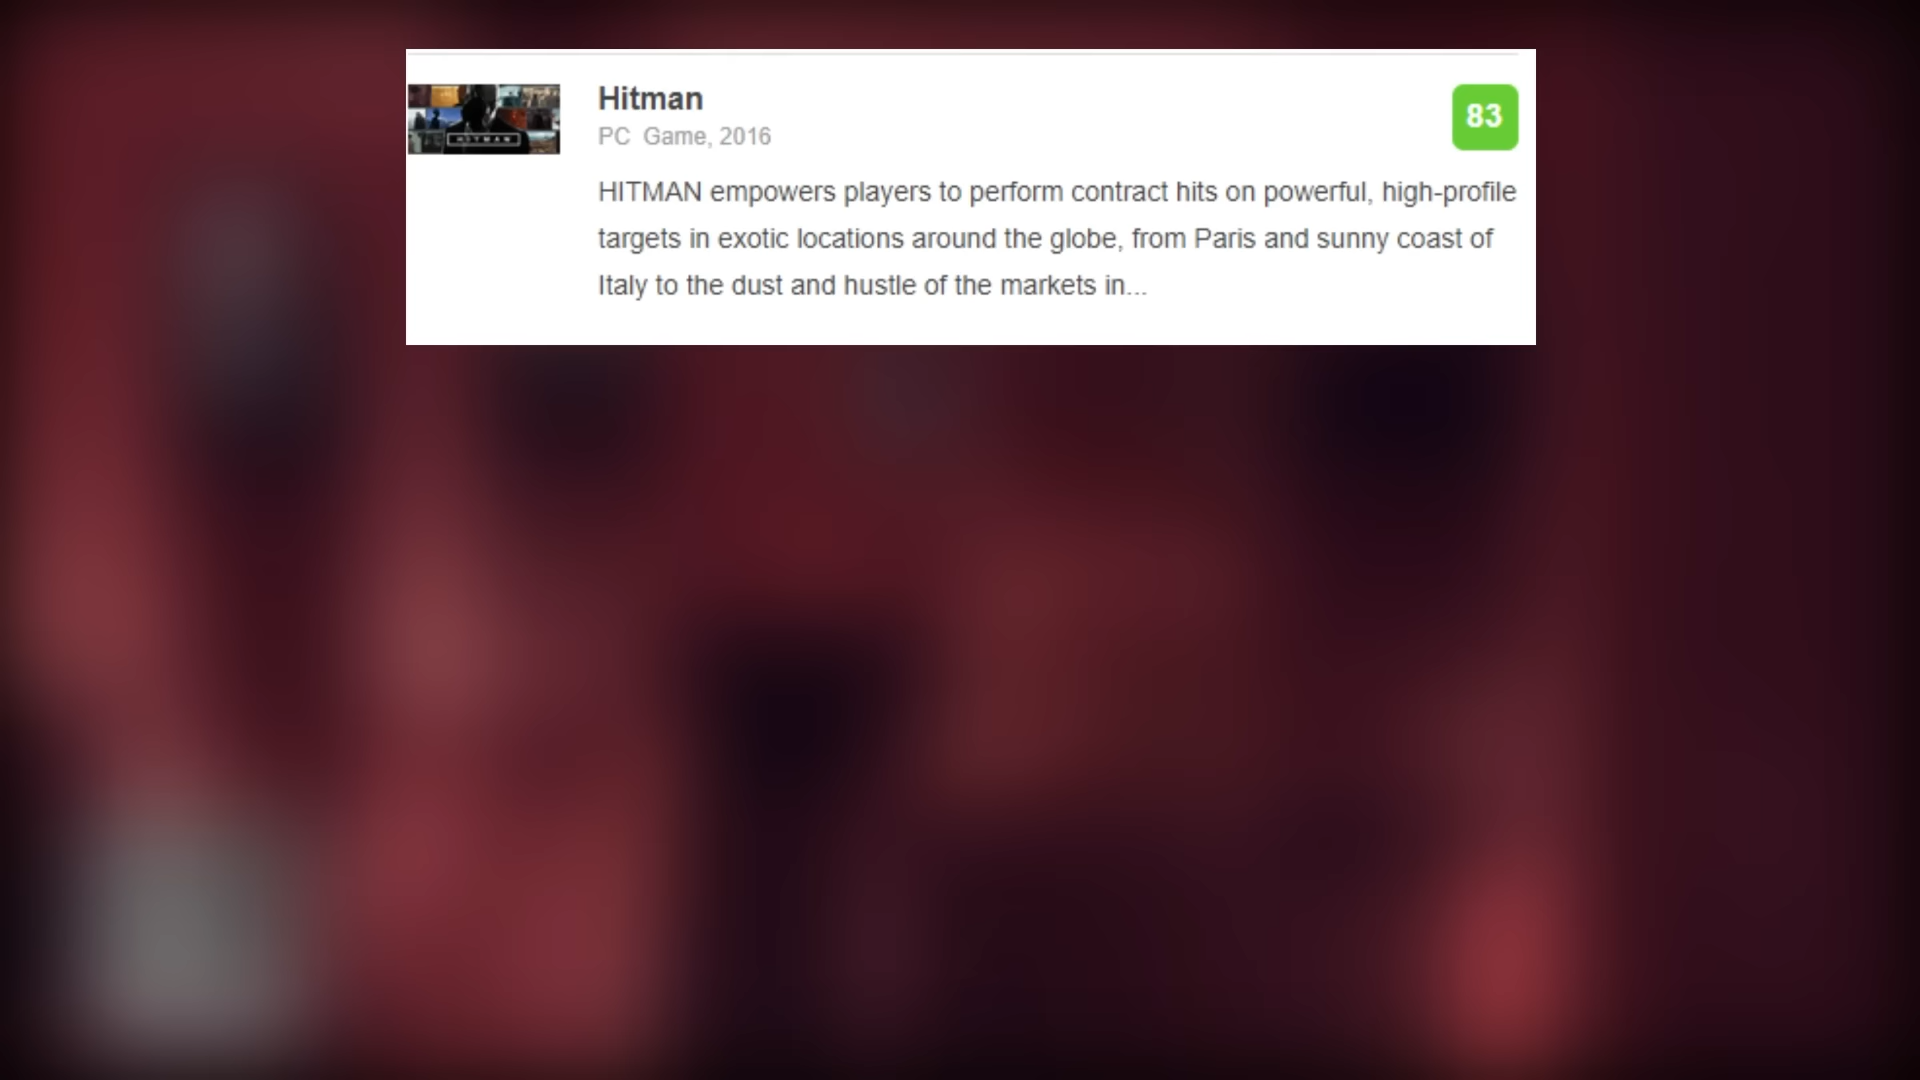 HITMAN
Hitman
83
PC Game, 2016
HITMAN empowers players to perform contract hits on powerful, high-profile
targets in exotic locations around the globe, from Paris and sunny coast of
Italy to the dust and hustle of the markets in...